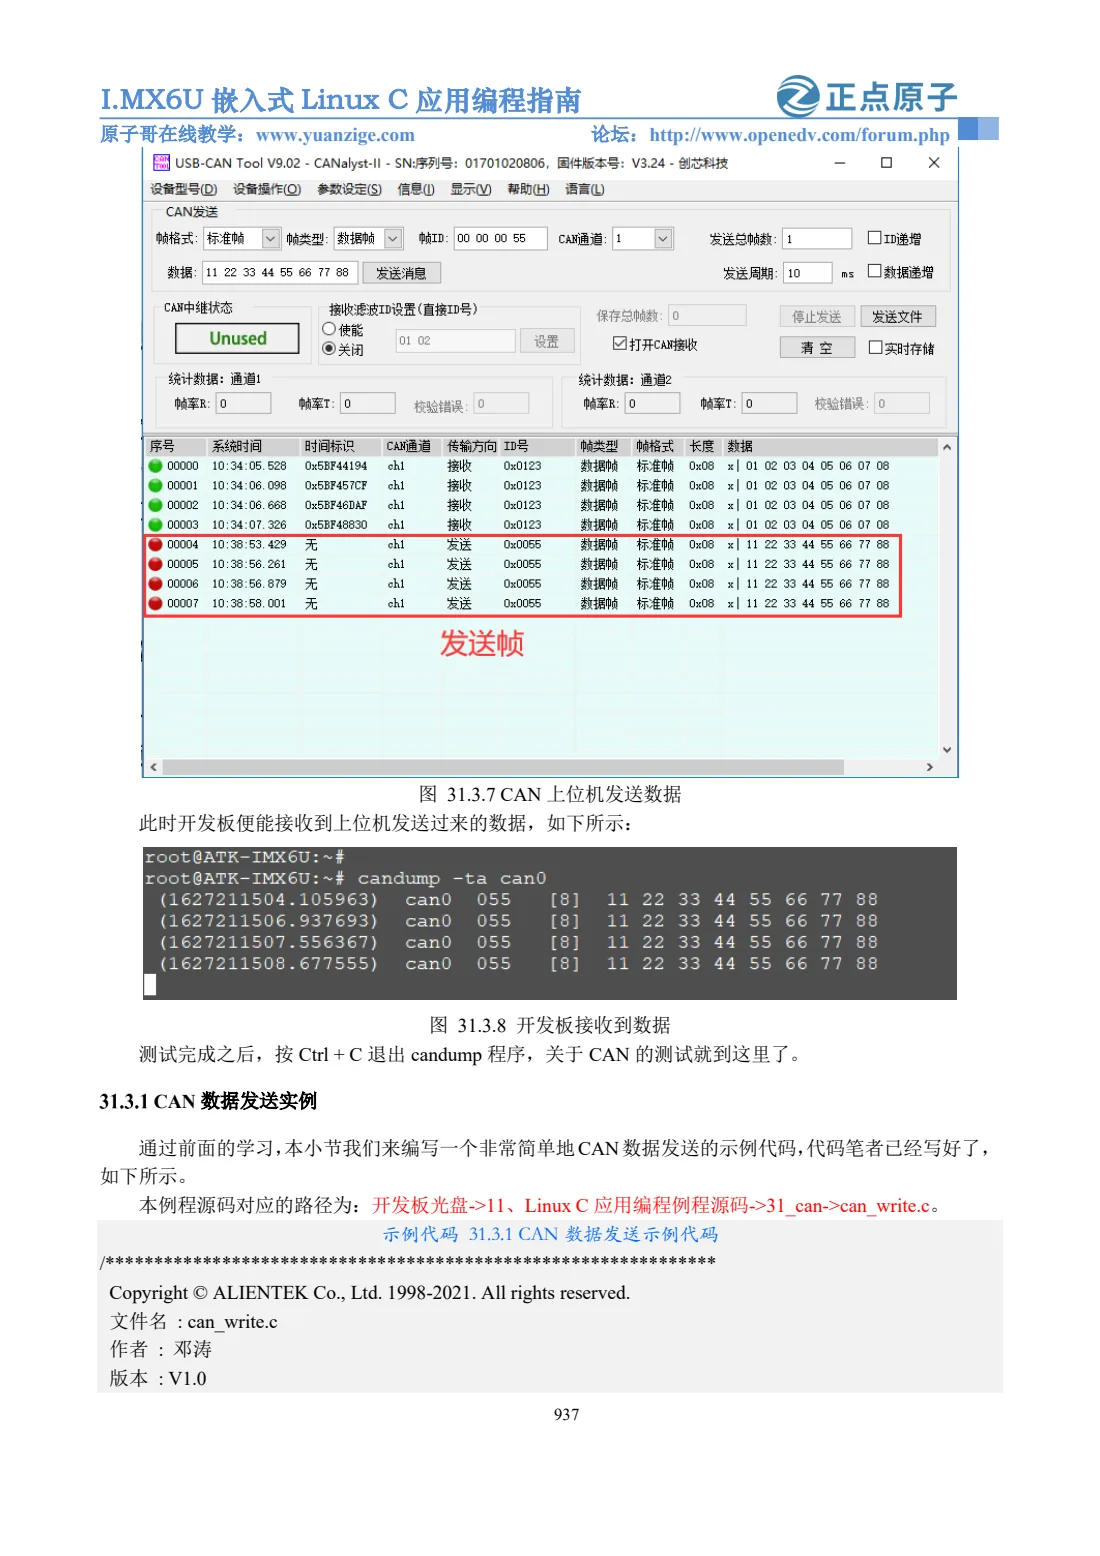 I.MX6U 嵌入式 Linux C 应用编程指南
正点原子
原子哥在线教学：www.yuanzige.com 论坛：http://www.openedv.com/forum.php
USB-CAN Tool V9.02 - CANalyst-II - SN:序列号：01701020806, 固件版本号：V3.24 - 创芯科技
设备型号(D) 设备操作(O) 参数设定(S) 信息(I) 显示(V) 帮助(H) 语言(L)
CAN发送
帧格式: 标准帧 帧类型: 数据帧 帧ID: 00 00 00 55 CAN通道: 1 发送总帧数: 1 ID递增
数据: 11 22 33 44 55 66 77 88 发送消息 发送周期: 10 ms 数据递增
CAN中继状态 接收滤波ID设置(直接ID号)
Unused 使能 关闭 01 02 设置
保存总帧数: 0 停止发送 发送文件
打开CAN接收 清 空 实时存储
统计数据：通道1 统计数据：通道2
帧率R: 0 帧率T: 0 校验错误: 0 帧率R: 0 帧率T: 0 校验错误: 0
序号 系统时间 时间标识 CAN通道 传输方向 ID号 帧类型 帧格式 长度 数据
00000 10:34:05.528 0x5BF44194 ch1 接收 0x0123 数据帧 标准帧 0x08 x| 01 02 03 04 05 06 07 08
00001 10:34:06.098 0x5BF457CF ch1 接收 0x0123 数据帧 标准帧 0x08 x| 01 02 03 04 05 06 07 08
00002 10:34:06.668 0x5BF46DAF ch1 接收 0x0123 数据帧 标准帧 0x08 x| 01 02 03 04 05 06 07 08
00003 10:34:07.326 0x5BF48830 ch1 接收 0x0123 数据帧 标准帧 0x08 x| 01 02 03 04 05 06 07 08
00004 10:38:53.429 无 ch1 发送 0x0055 数据帧 标准帧 0x08 x| 11 22 33 44 55 66 77 88
00005 10:38:56.261 无 ch1 发送 0x0055 数据帧 标准帧 0x08 x| 11 22 33 44 55 66 77 88
00006 10:38:56.879 无 ch1 发送 0x0055 数据帧 标准帧 0x08 x| 11 22 33 44 55 66 77 88
00007 10:38:58.001 无 ch1 发送 0x0055 数据帧 标准帧 0x08 x| 11 22 33 44 55 66 77 88
发送帧
图 31.3.7 CAN 上位机发送数据
此时开发板便能接收到上位机发送过来的数据，如下所示：
root@ATK-IMX6U:~#
root@ATK-IMX6U:~# candump -ta can0
(1627211504.105963) can0 055 [8] 11 22 33 44 55 66 77 88
(1627211506.937693) can0 055 [8] 11 22 33 44 55 66 77 88
(1627211507.556367) can0 055 [8] 11 22 33 44 55 66 77 88
(1627211508.677555) can0 055 [8] 11 22 33 44 55 66 77 88
图 31.3.8 开发板接收到数据
测试完成之后，按 Ctrl + C 退出 candump 程序，关于 CAN 的测试就到这里了。
31.3.1 CAN 数据发送实例
通过前面的学习，本小节我们来编写一个非常简单地 CAN 数据发送的示例代码，代码笔者已经写好了，
如下所示。
本例程源码对应的路径为：开发板光盘->11、Linux C 应用编程例程源码->31_can->can_write.c。
示例代码 31.3.1 CAN 数据发送示例代码
/***************************************************************
Copyright © ALIENTEK Co., Ltd. 1998-2021. All rights reserved.
文件名 : can_write.c
作者 : 邓涛
版本 : V1.0
937